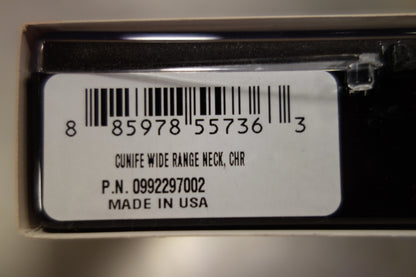 8 85978 55736 3
CUNIFE WIDE RANGE NECK, CHR
P.N. 0992297002
MADE IN USA